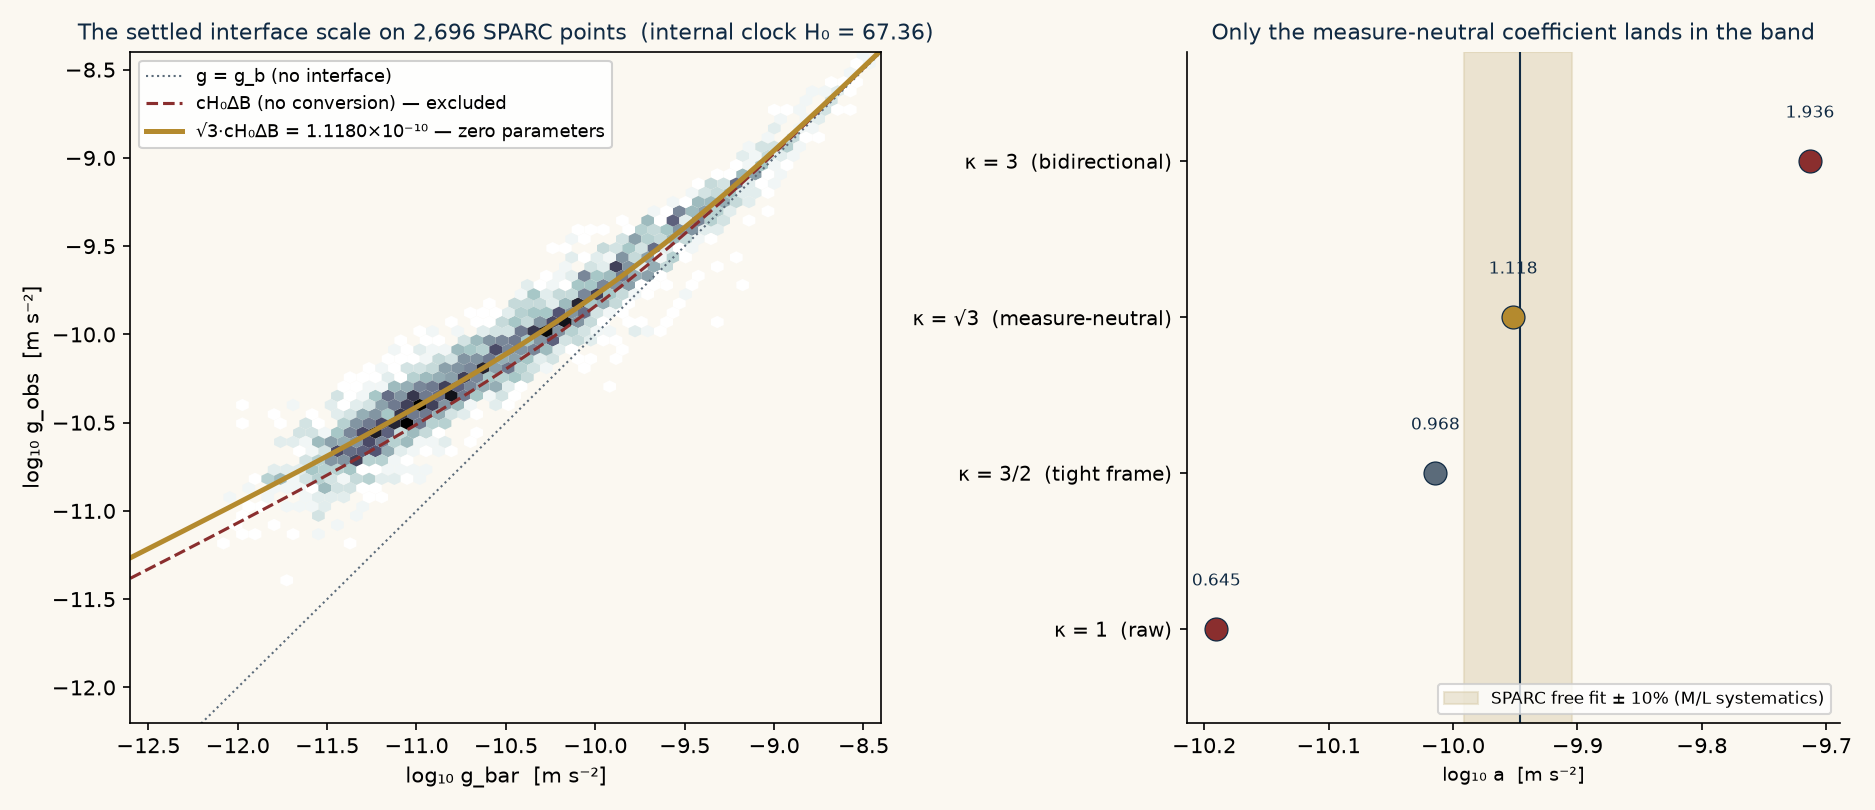 The settled interface scale on 2,696 SPARC points  (internal clock H₀ = 67.36)
g = g_b (no interface)
cH₀ΔB (no conversion) — excluded
√3·cH₀ΔB = 1.1180×10⁻¹⁰ — zero parameters
−8.5
−9.0
−9.5
−10.0
−10.5
−11.0
−11.5
−12.0
log₁₀ g_obs  [m s⁻²]
−12.5
−12.0
−11.5
−11.0
−10.5
−10.0
−9.5
−9.0
−8.5
log₁₀ g_bar  [m s⁻²]
Only the measure-neutral coefficient lands in the band
1.936
κ = 3  (bidirectional)
1.118
κ = √3  (measure-neutral)
0.968
κ = 3/2  (tight frame)
0.645
κ = 1  (raw)
SPARC free fit ± 10% (M/L systematics)
−10.2
−10.1
−10.0
−9.9
−9.8
−9.7
log₁₀ a  [m s⁻²]